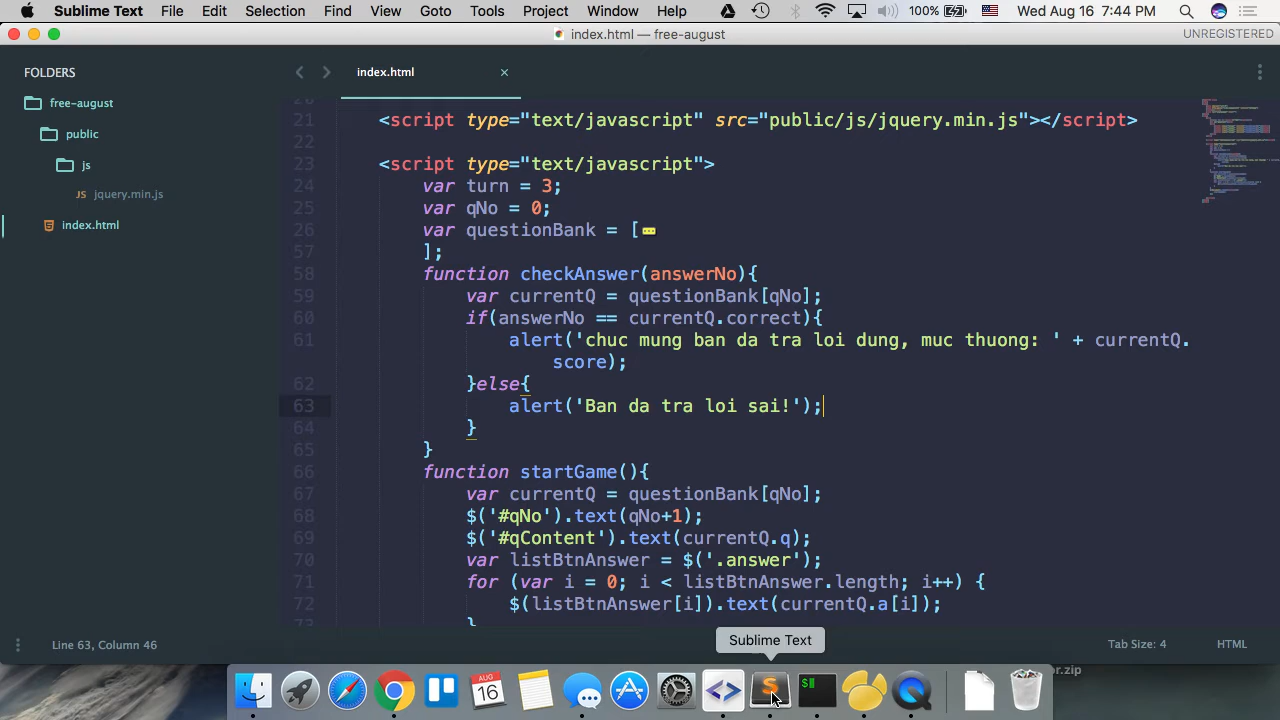 Sublime Text File Edit Selection Find View Goto Tools Project Window Help 100% Wed Aug 16 7:44 PM
index.html — free-august UNREGISTERED
FOLDERS
free-august
public
js
JS jquery.min.js
index.html
index.html ×
21 <script type="text/javascript" src="public/js/jquery.min.js"></script>
22
23 <script type="text/javascript">
24 var turn = 3;
25 var qNo = 0;
26 var questionBank = [
57 ];
58 function checkAnswer(answerNo){
59 var currentQ = questionBank[qNo];
60 if(answerNo == currentQ.correct){
61 alert('chuc mung ban da tra loi dung, muc thuong: ' + currentQ.
score);
62 }else{
63 alert('Ban da tra loi sai!');
64 }
65 }
66 function startGame(){
67 var currentQ = questionBank[qNo];
68 $('#qNo').text(qNo+1);
69 $('#qContent').text(currentQ.q);
70 var listBtnAnswer = $('.answer');
71 for (var i = 0; i < listBtnAnswer.length; i++) {
72 $(listBtnAnswer[i]).text(currentQ.a[i]);
73 }
Line 63, Column 46 Tab Size: 4 HTML
Sublime Text
or.zip
AUG
16